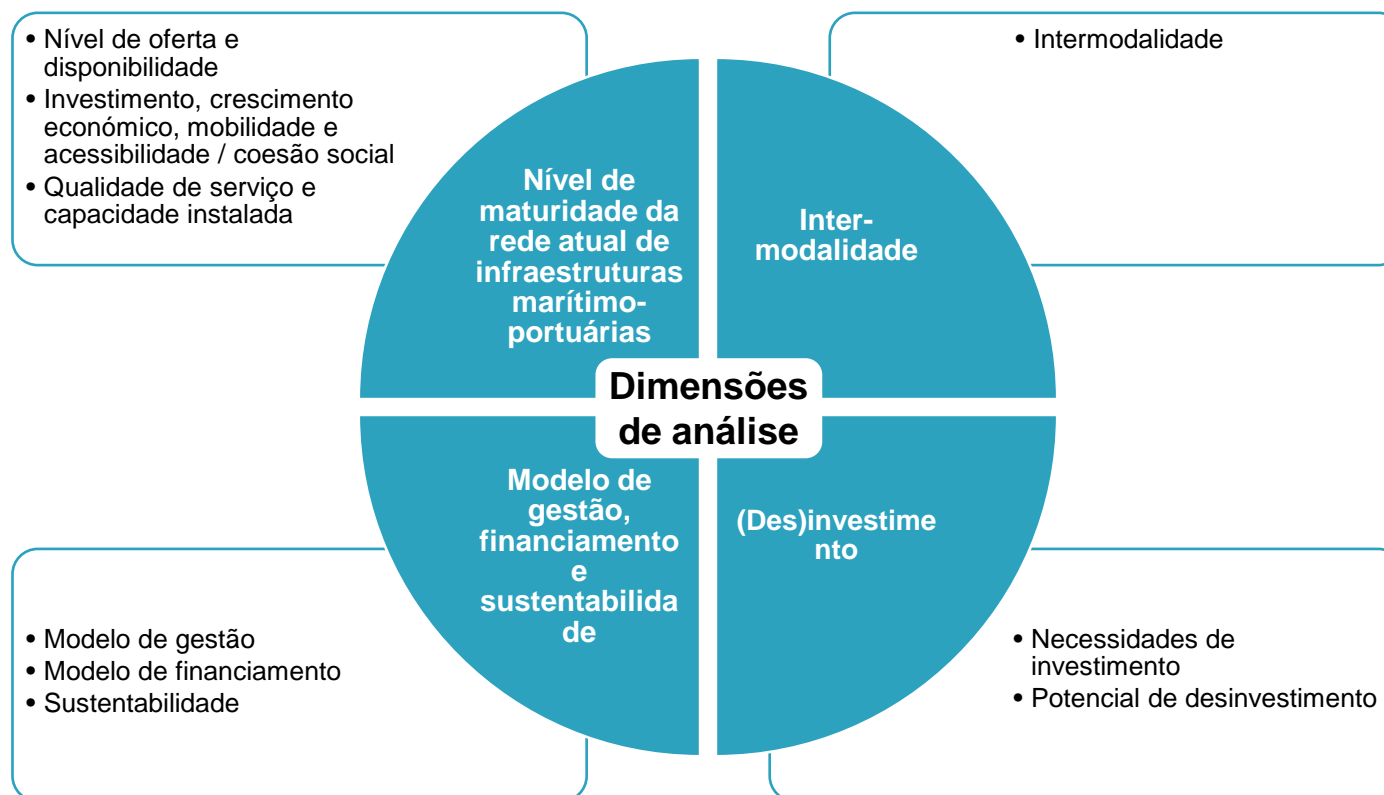 • Nível de oferta e
disponibilidade
• Investimento, crescimento
económico, mobilidade e
acessibilidade / coesão social
• Qualidade de serviço e
capacidade instalada
• Intermodalidade
Nível de
maturidade da
rede atual de
infraestruturas
marítimo-
portuárias
Inter-
modalidade
Dimensões
de análise
Modelo de
gestão,
financiamento
e
sustentabilida
de
(Des)investime
nto
• Modelo de gestão
• Modelo de financiamento
• Sustentabilidade
• Necessidades de
investimento
• Potencial de desinvestimento